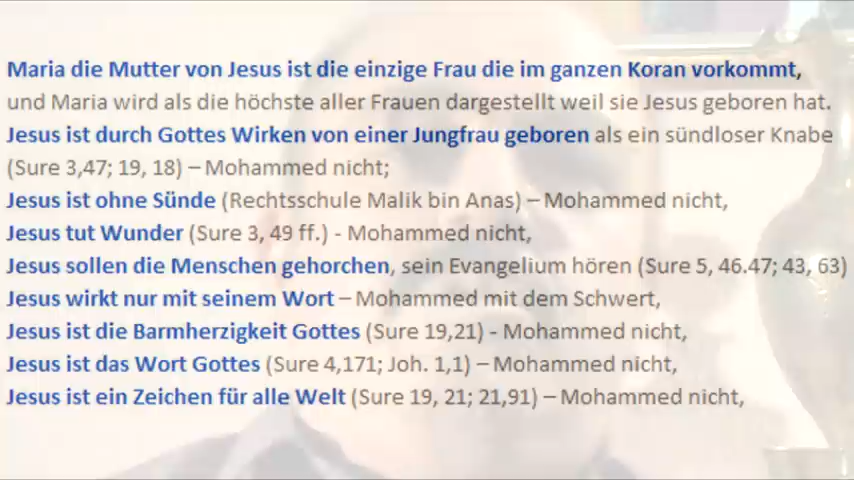 Maria die Mutter von Jesus ist die einzige Frau die im ganzen Koran vorkommt,
und Maria wird als die höchste aller Frauen dargestellt weil sie Jesus geboren hat.
Jesus ist durch Gottes Wirken von einer Jungfrau geboren als ein sündloser Knabe
(Sure 3,47; 19, 18) – Mohammed nicht;
Jesus ist ohne Sünde (Rechtsschule Malik bin Anas) – Mohammed nicht,
Jesus tut Wunder (Sure 3, 49 ff.) - Mohammed nicht,
Jesus sollen die Menschen gehorchen, sein Evangelium hören (Sure 5, 46.47; 43, 63)
Jesus wirkt nur mit seinem Wort – Mohammed mit dem Schwert,
Jesus ist die Barmherzigkeit Gottes (Sure 19,21) - Mohammed nicht,
Jesus ist das Wort Gottes (Sure 4,171; Joh. 1,1) – Mohammed nicht,
Jesus ist ein Zeichen für alle Welt (Sure 19, 21; 21,91) – Mohammed nicht,